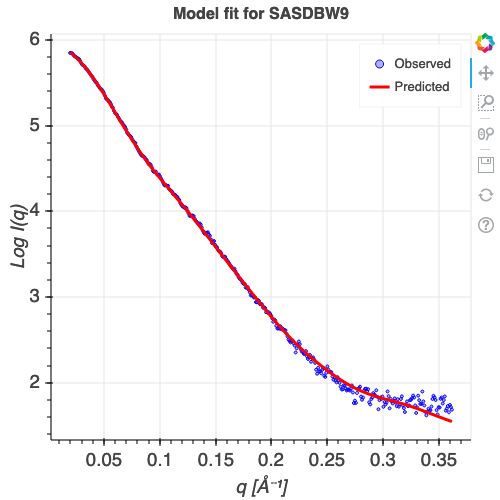 Model fit for SASDBW9
Observed
Predicted
Log I(q)
6
5
4
3
2
0.05
0.1
0.15
0.2
0.25
0.3
0.35
q [Å⁻¹]